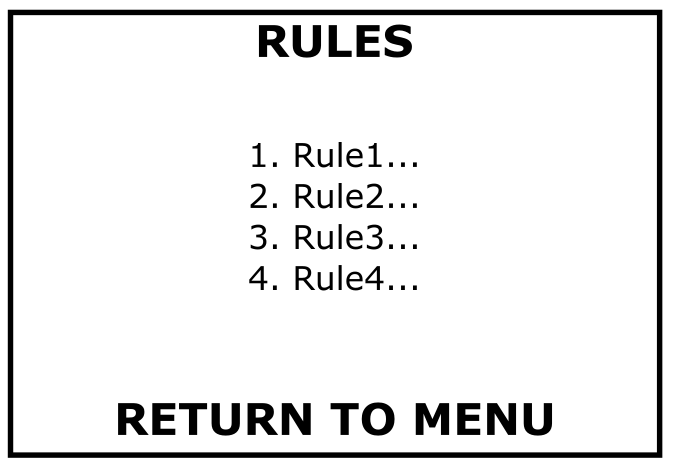 RULES
1. Rule1...
2. Rule2...
3. Rule3...
4. Rule4...
RETURN TO MENU